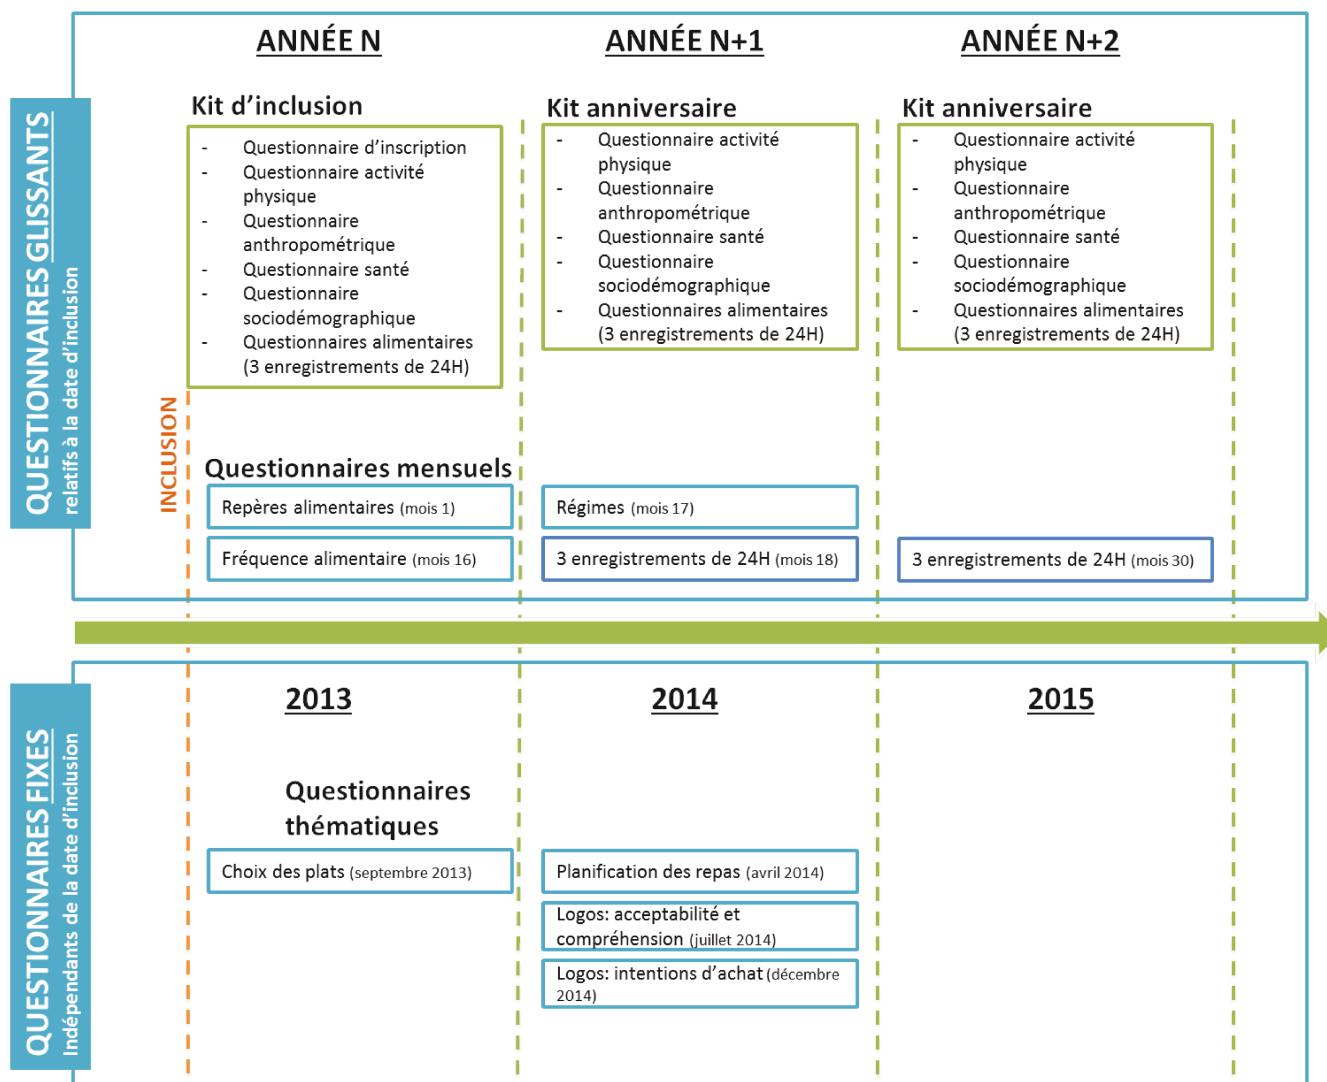 QUESTIONNAIRES GLISSANTS
relatifs à la date d’inclusion
ANNÉE N
ANNÉE N+1
ANNÉE N+2
Kit d’inclusion
- Questionnaire d’inscription
- Questionnaire activité
physique
- Questionnaire
anthropométrique
- Questionnaire santé
- Questionnaire
sociodémographique
- Questionnaires alimentaires
(3 enregistrements de 24H)
Kit anniversaire
- Questionnaire activité
physique
- Questionnaire
anthropométrique
- Questionnaire santé
- Questionnaire
sociodémographique
- Questionnaires alimentaires
(3 enregistrements de 24H)
Kit anniversaire
- Questionnaire activité
physique
- Questionnaire
anthropométrique
- Questionnaire santé
- Questionnaire
sociodémographique
- Questionnaires alimentaires
(3 enregistrements de 24H)
INCLUSION
Questionnaires mensuels
Repères alimentaires (mois 1)
Régimes (mois 17)
Fréquence alimentaire (mois 16)
3 enregistrements de 24H (mois 18)
3 enregistrements de 24H (mois 30)
QUESTIONNAIRES FIXES
Indépendants de la date d’inclusion
2013
2014
2015
Questionnaires
thématiques
Choix des plats (septembre 2013)
Planification des repas (avril 2014)
Logos: acceptabilité et
compréhension (juillet 2014)
Logos: intentions d’achat (décembre
2014)